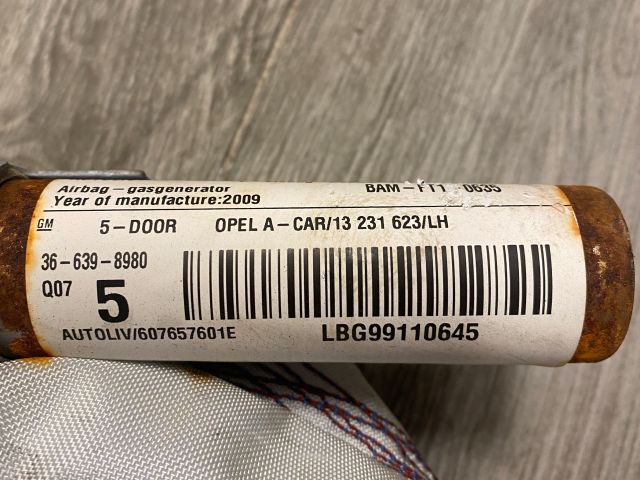 Airbag-gasgenerator BAM-PT1-0635
Year of manufacture:2009
GM 5-DOOR OPEL A-CAR/13 231 623/LH
36-639-8980
Q07 5
AUTOLIV/607657601E LBG99110645